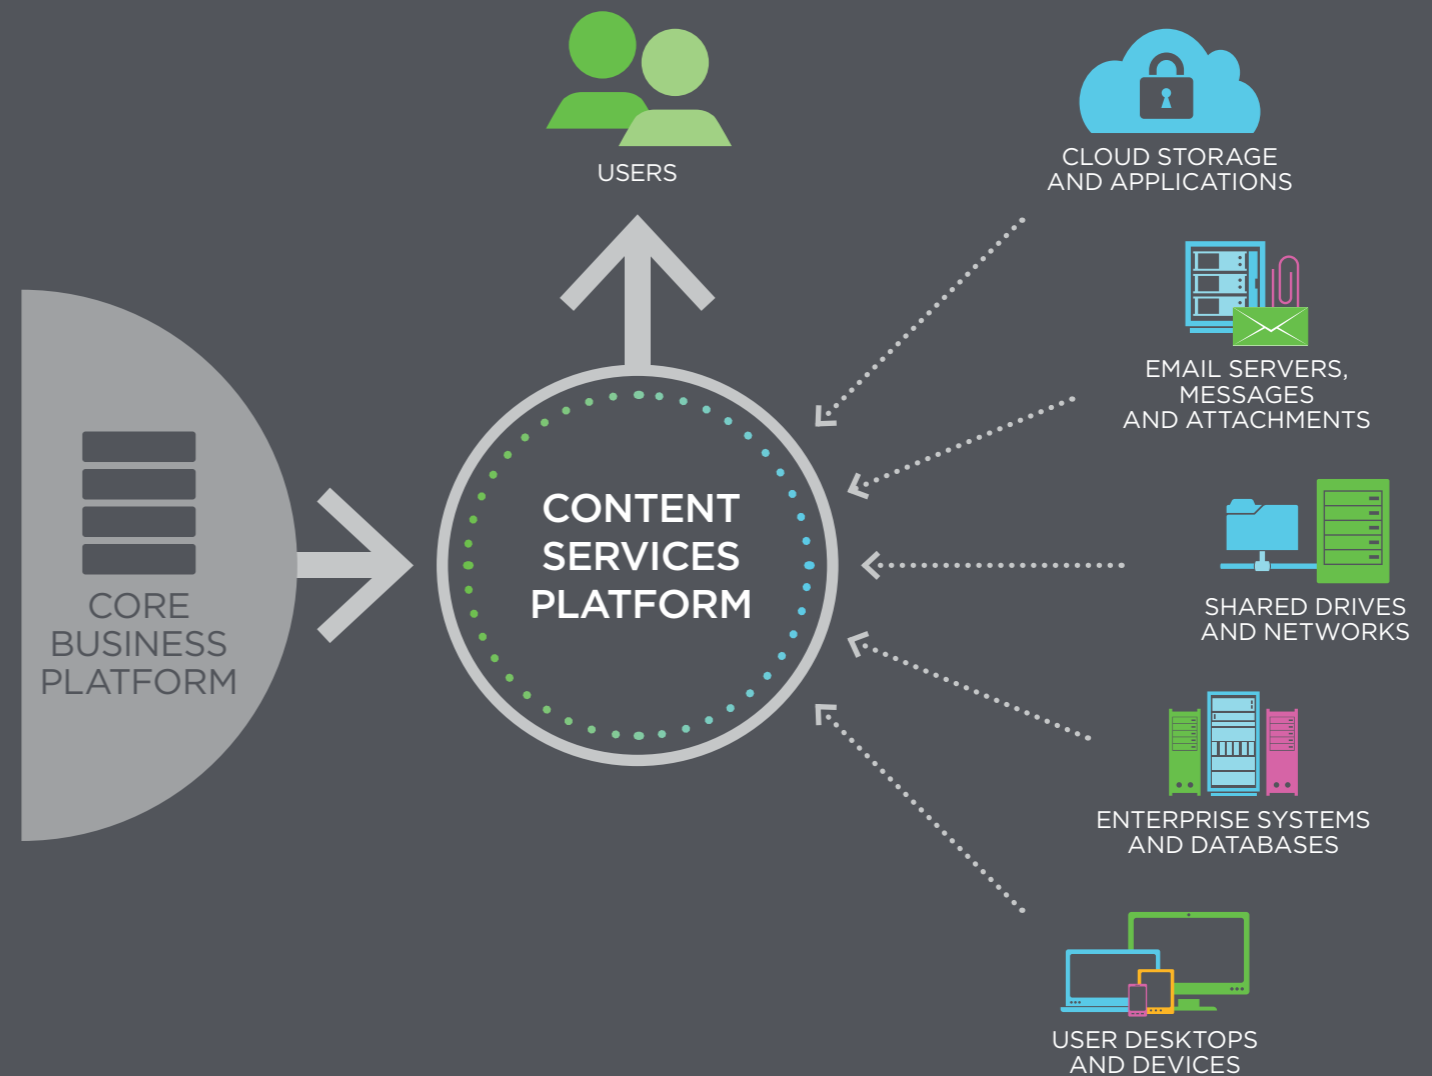 USERS
CLOUD STORAGE
AND APPLICATIONS
EMAIL SERVERS,
MESSAGES
AND ATTACHMENTS
CONTENT
SERVICES
PLATFORM
CORE
BUSINESS
PLATFORM
SHARED DRIVES
AND NETWORKS
ENTERPRISE SYSTEMS
AND DATABASES
USER DESKTOPS
AND DEVICES